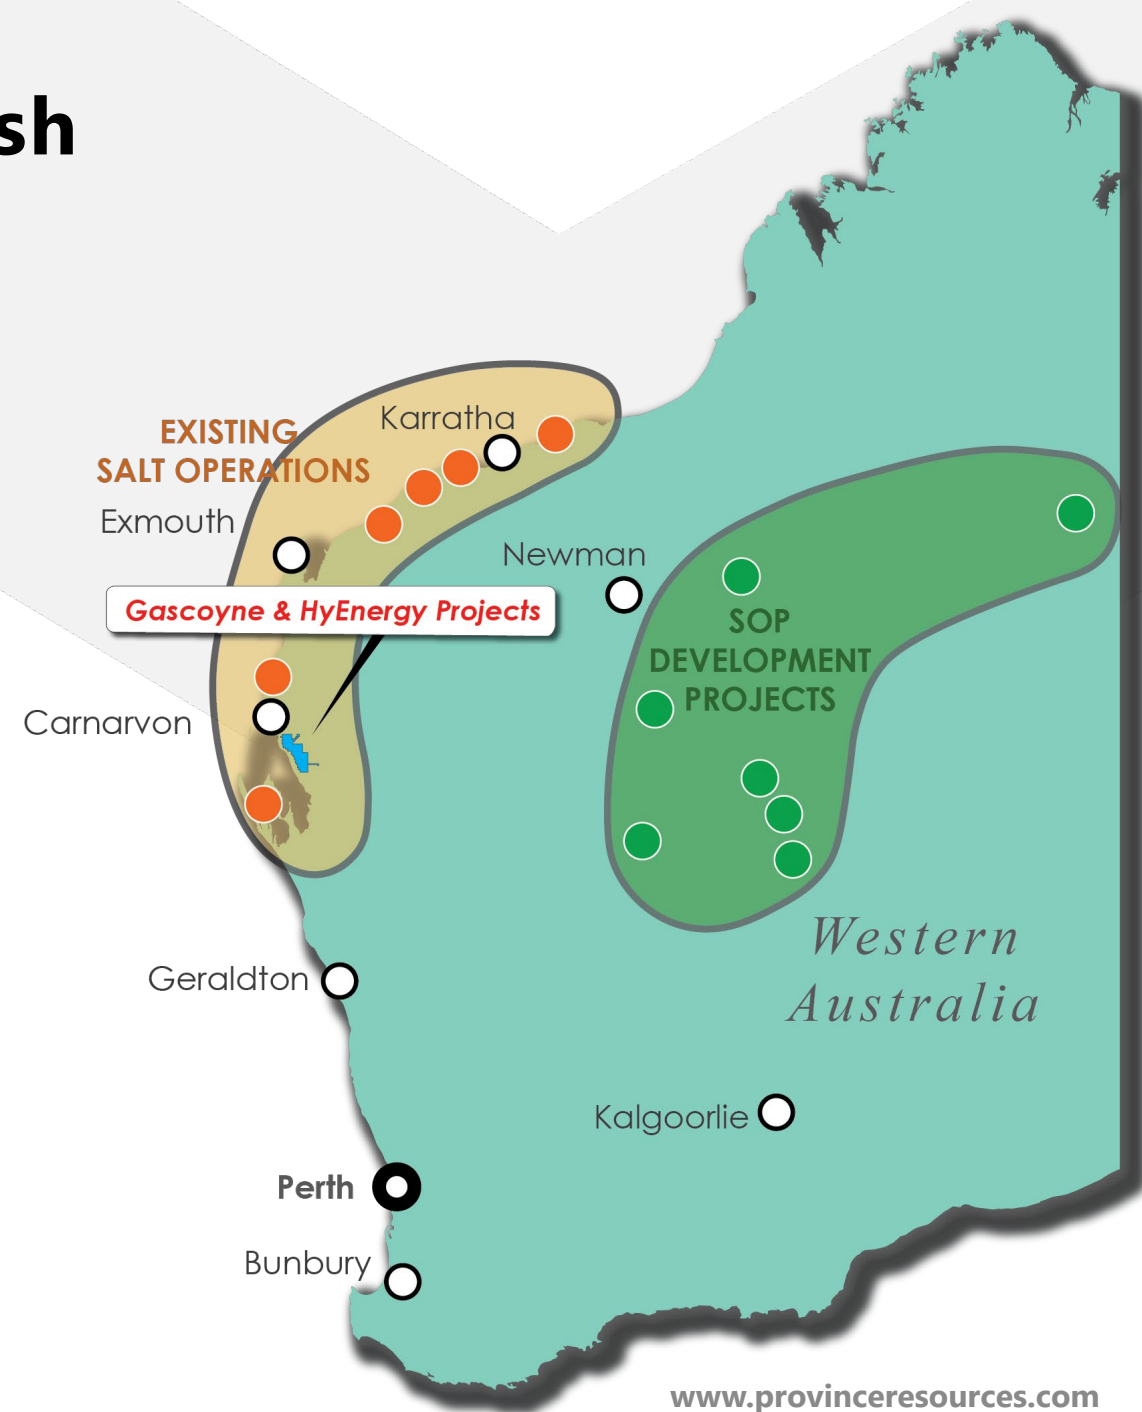 sh
Karratha
EXISTING
SALT OPERATIONS
Exmouth
Newman
Gascoyne & HyEnergy Projects
SOP
DEVELOPMENT
PROJECTS
Carnarvon
Western
Australia
Geraldton
Kalgoorlie
Perth
Bunbury
www.provinceresources.com